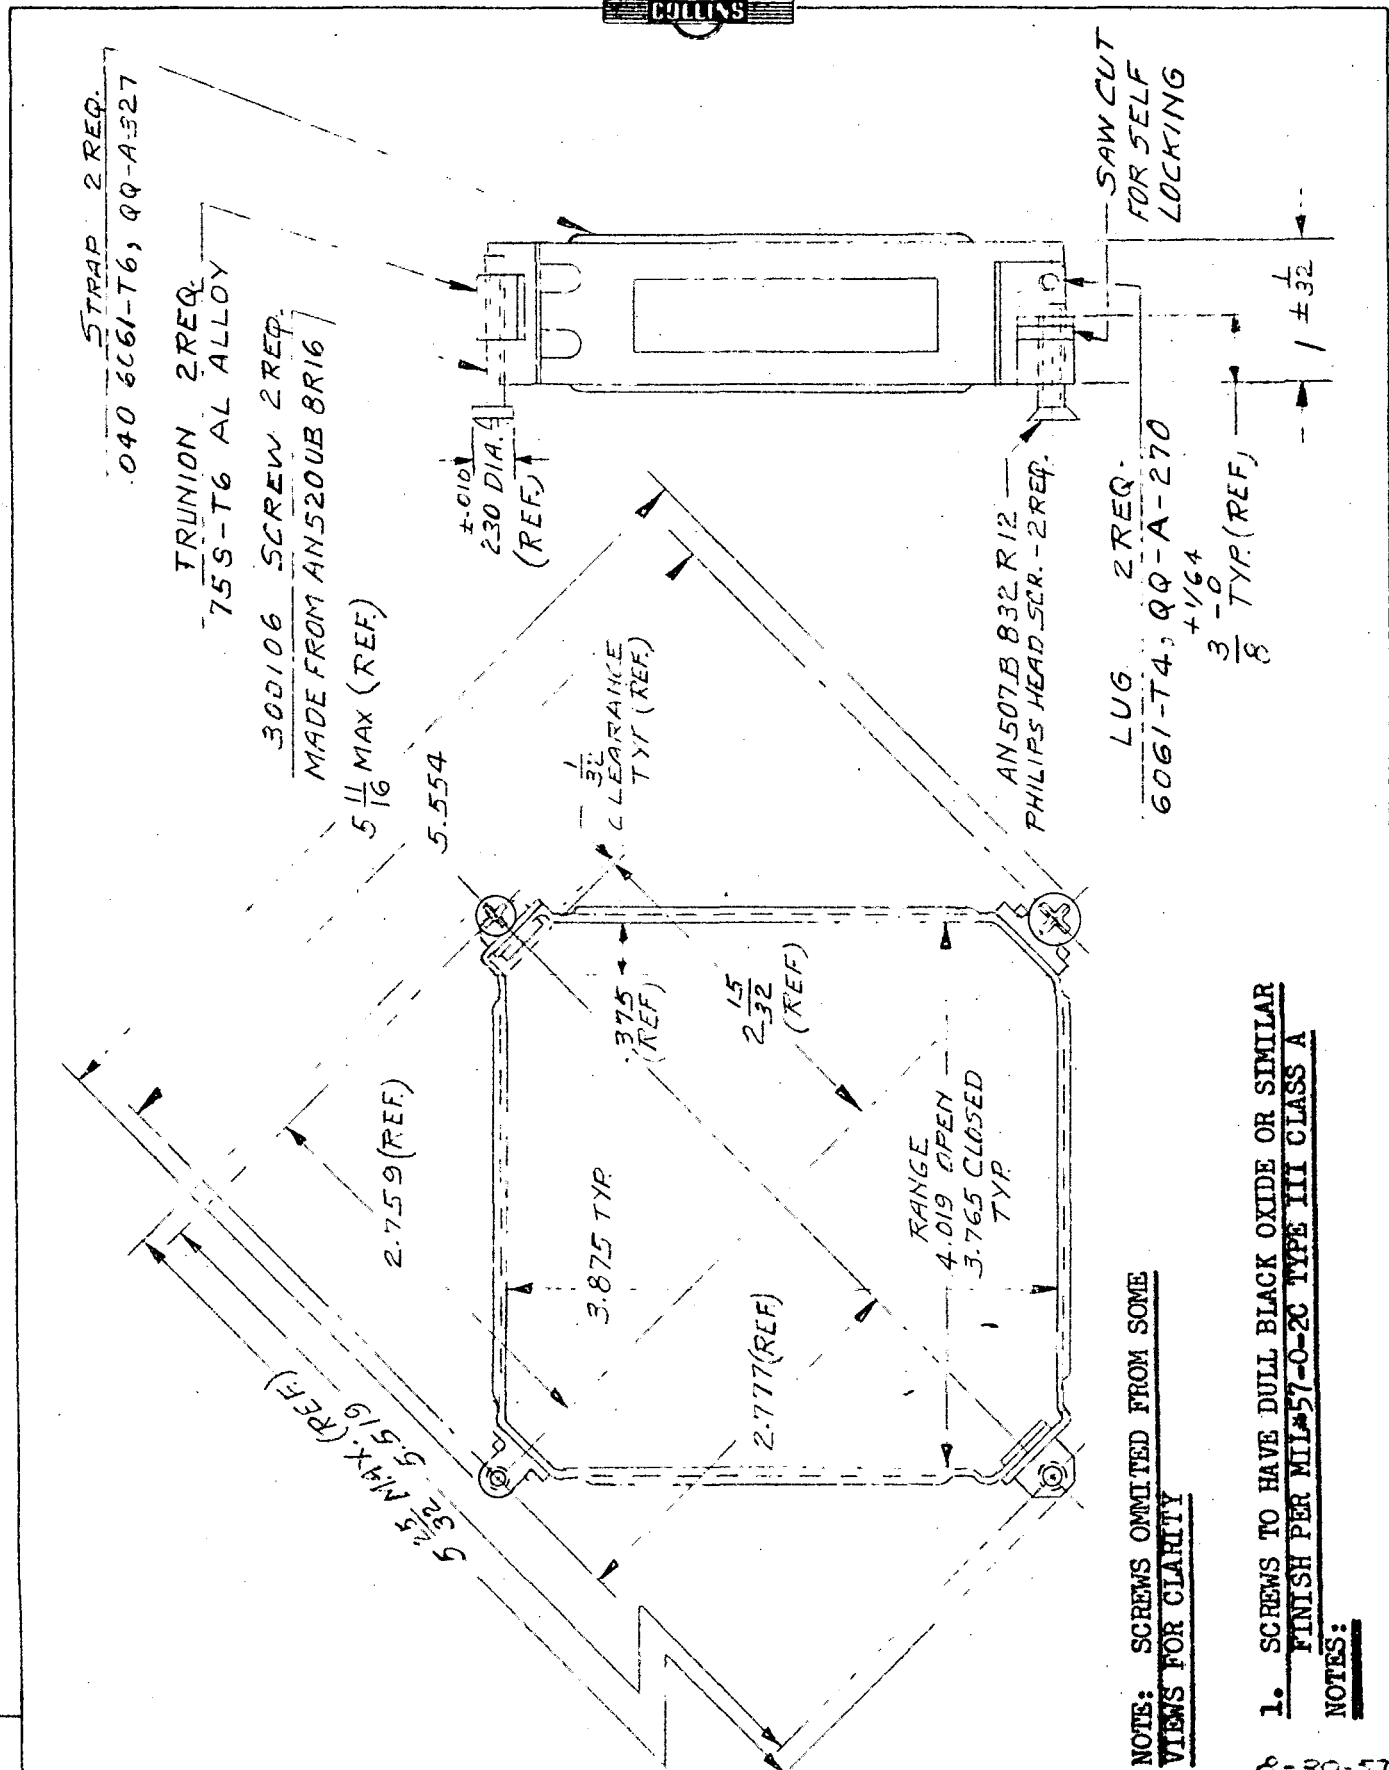 COLLINS
STRAP 2 REQ.
.040 6061-T6, QQ-A-327
TRUNION 2 REQ.
75S-T6 AL ALLOY
300106 SCREW 2 REQ.
MADE FROM AN520UB 8R16
5 11/16 MAX (REF.)
5.554
±.010
.230 DIA.
(REF.)
1/32
CLEARANCE
TYP (REF.)
SAW CUT
FOR SELF
LOCKING
1 ± 1/32
AN507B 832 R12
PHILIPS HEAD SCR. - 2 REQ.
LUG 2 REQ.
6061-T4, QQ-A-270
+1/64
-0
3/8 TYP. (REF.)
2.759 (REF.)
.375
(REF.)
2 15/32
(REF.)
3.875 TYP.
RANGE
4.019 OPEN
3.765 CLOSED
TYP.
2.777 (REF.)
5 25/32 MAX. (REF.)
5.519
NOTE: SCREWS OMMITED FROM SOME
VIEWS FOR CLARITY
1. SCREWS TO HAVE DULL BLACK OXIDE OR SIMILAR
FINISH PER MIL#57-0-2C TYPE III CLASS A
NOTES: